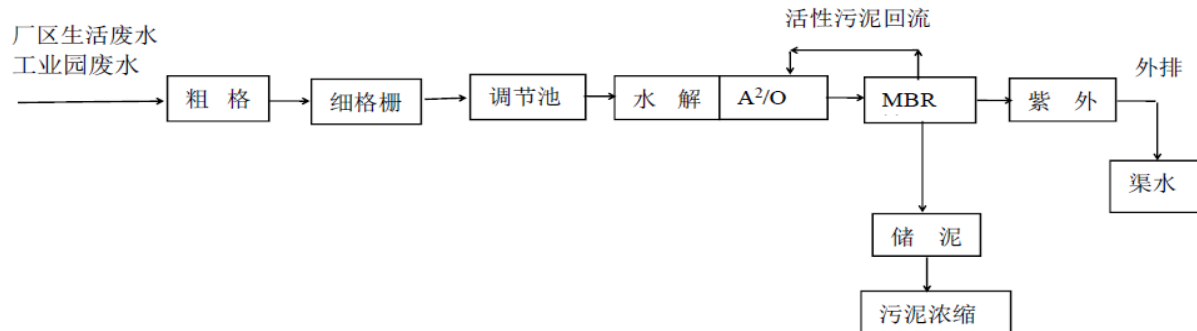 活性污泥回流
厂区生活废水
工业园废水
外排
粗 格
细格栅
调节池
水 解
A²/O
MBR
紫 外
渠水
储 泥
污泥浓缩